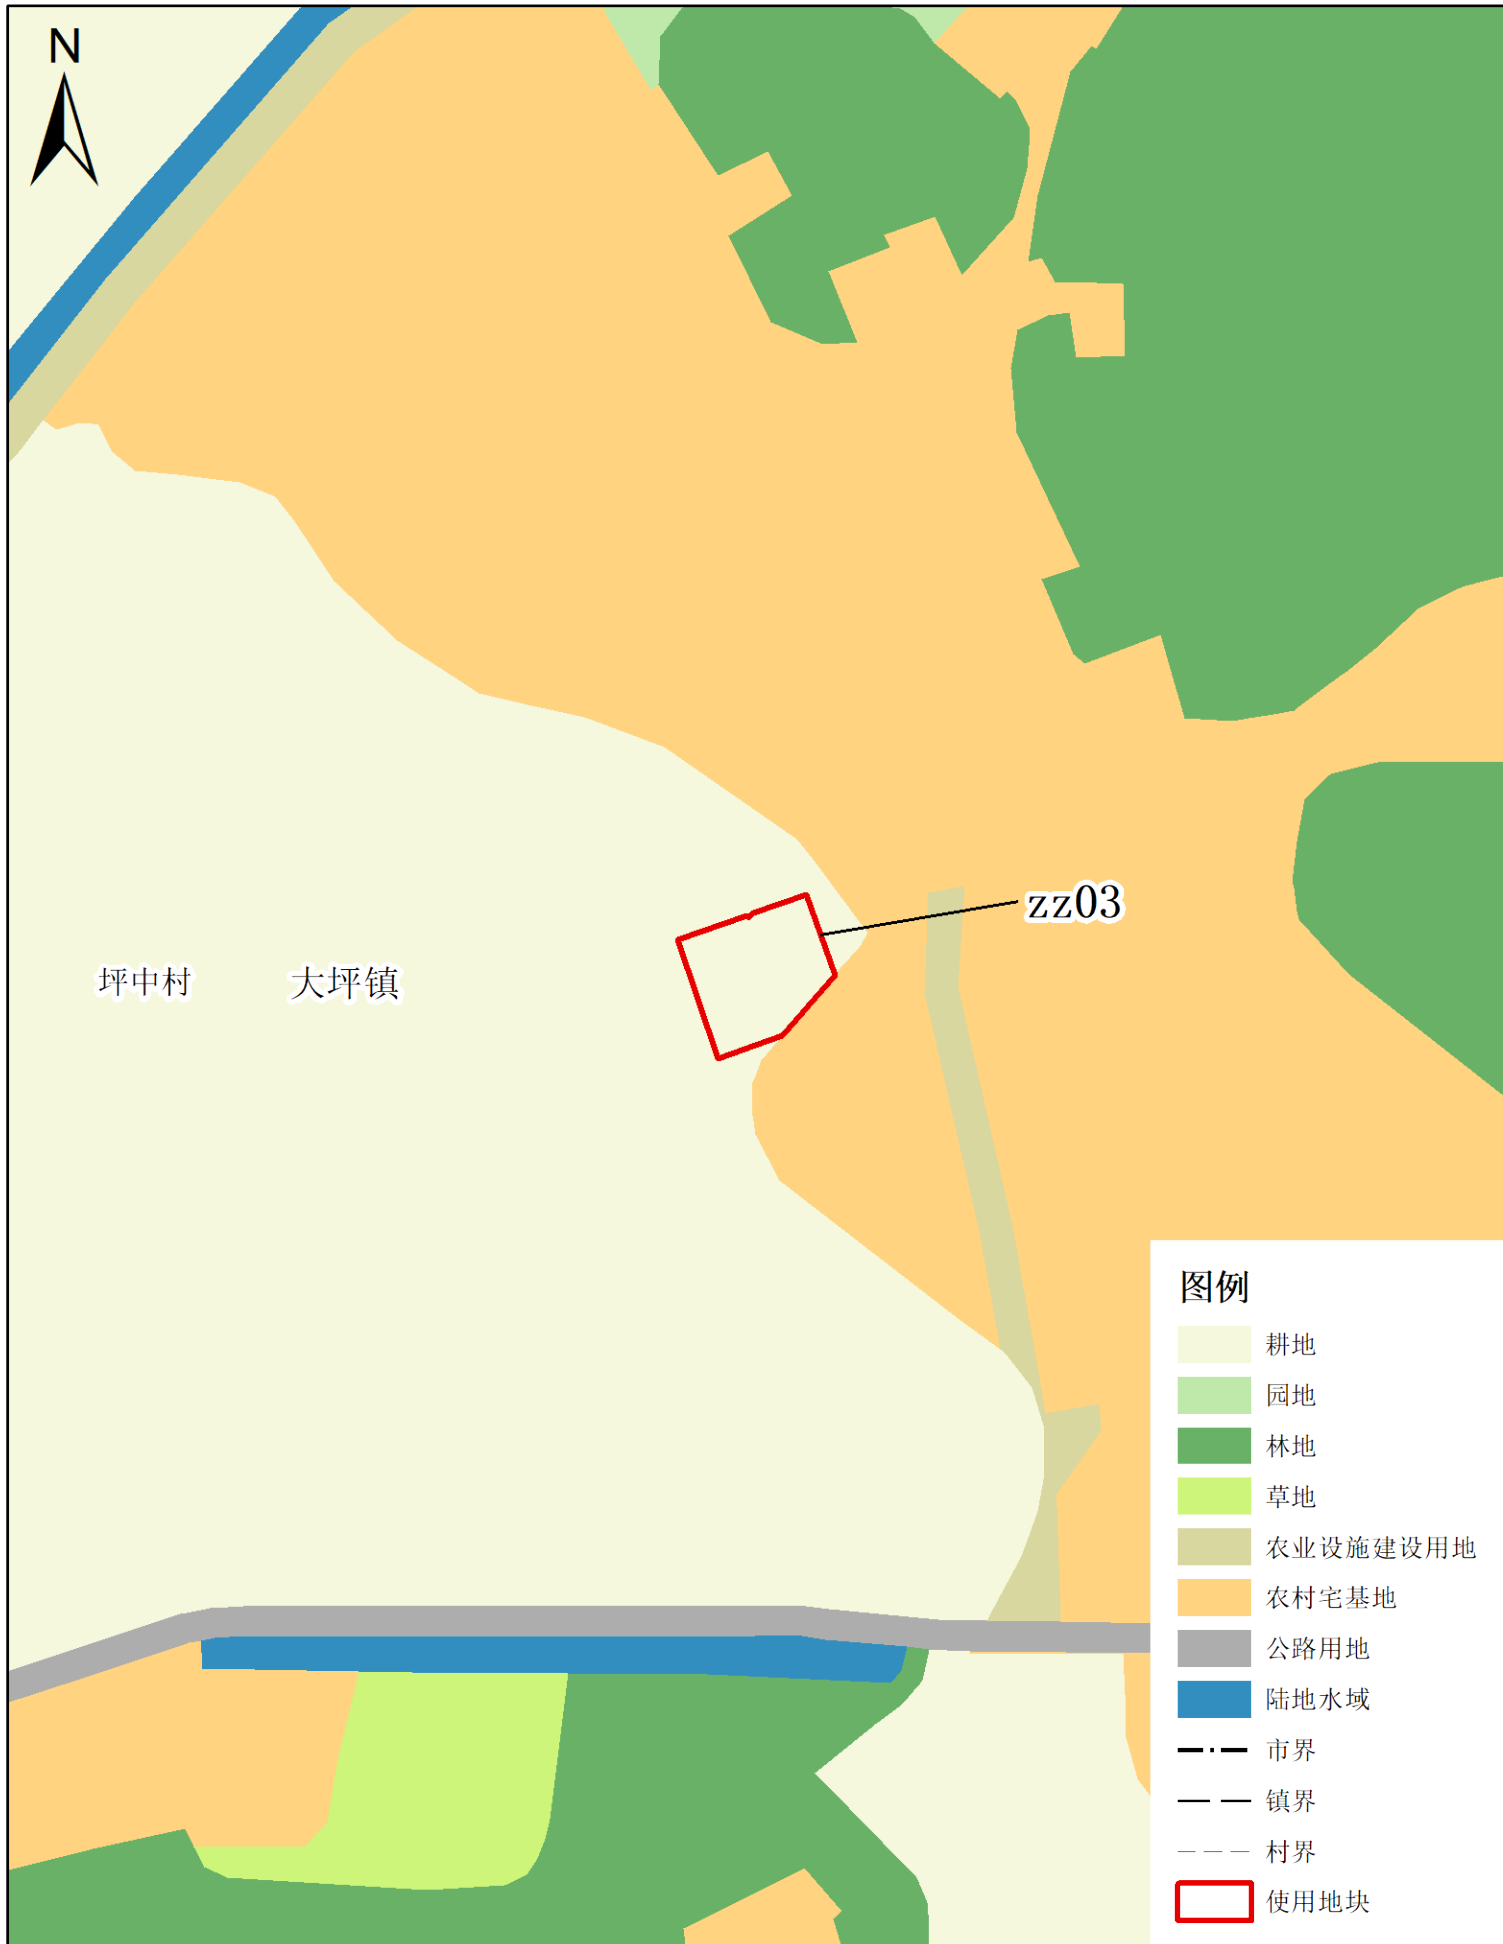 N
zz03
坪中村 大坪镇
图例
耕地
园地
林地
草地
农业设施建设用地
农村宅基地
公路用地
陆地水域
市界
镇界
村界
使用地块